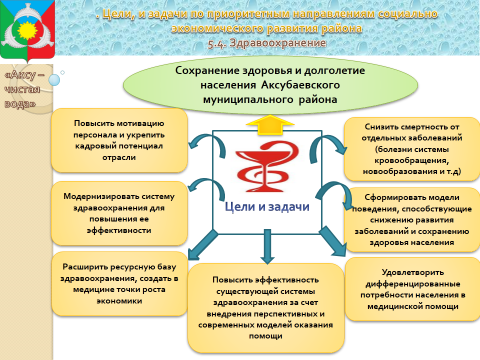 . Цели, и задачи по приоритетным направлениям социально
экономического развития района
5.4. Здравоохранение
«Аксу –
чистая
вода»
Сохранение здоровья и долголетие
населения Аксубаевского
муниципального района
Повысить мотивацию
персонала и укрепить
кадровый потенциал
отрасли
Снизить смертность от
отдельных заболеваний
(болезни системы
кровообращения,
новообразования и т.д)
Цели и задачи
Модернизировать систему
здравоохранения для
повышения ее
эффективности
Сформировать модели
поведения, способствующие
снижению развития
заболеваний и сохранению
здоровья населения
Расширить ресурсную базу
здравоохранения, создать в
медицине точки роста
экономики
Повысить эффективность
существующей системы
здравоохранения за счет
внедрения перспективных и
современных моделей оказания
помощи
Удовлетворить
дифференцированные
потребности населения в
медицинской помощи